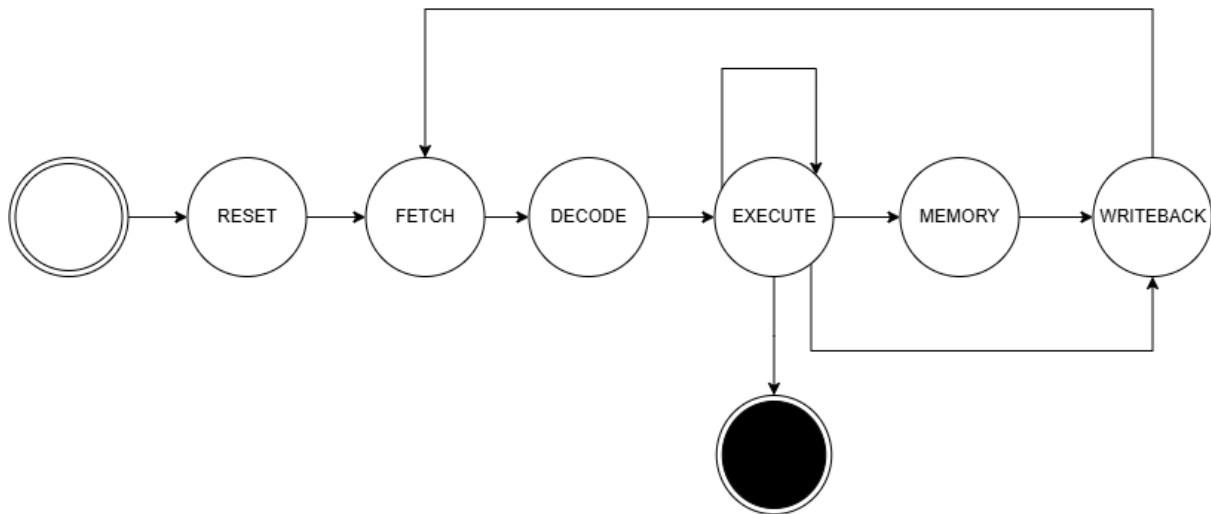 RESET
FETCH
DECODE
EXECUTE
MEMORY
WRITEBACK